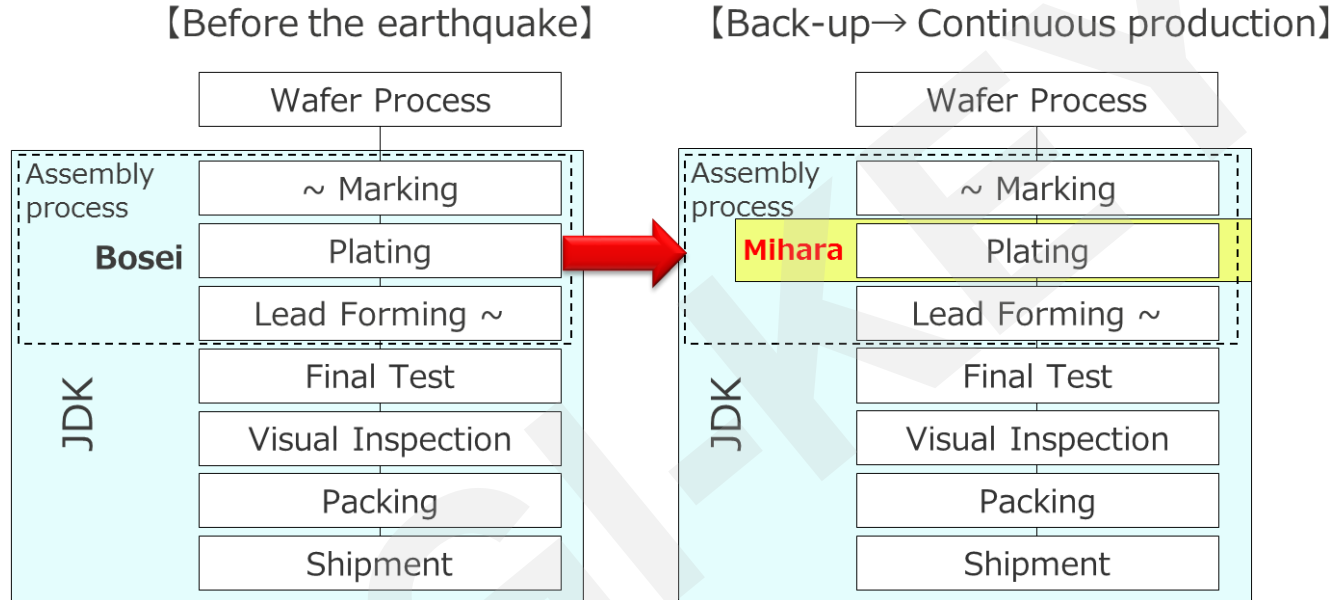 【Before the earthquake】
Wafer Process
Assembly
process
~ Marking
Bosei
Plating
Lead Forming ~
JDK
Final Test
Visual Inspection
Packing
Shipment
【Back-up→ Continuous production】
Wafer Process
Assembly
process
~ Marking
Mihara
Plating
Lead Forming ~
JDK
Final Test
Visual Inspection
Packing
Shipment
GI-KEY